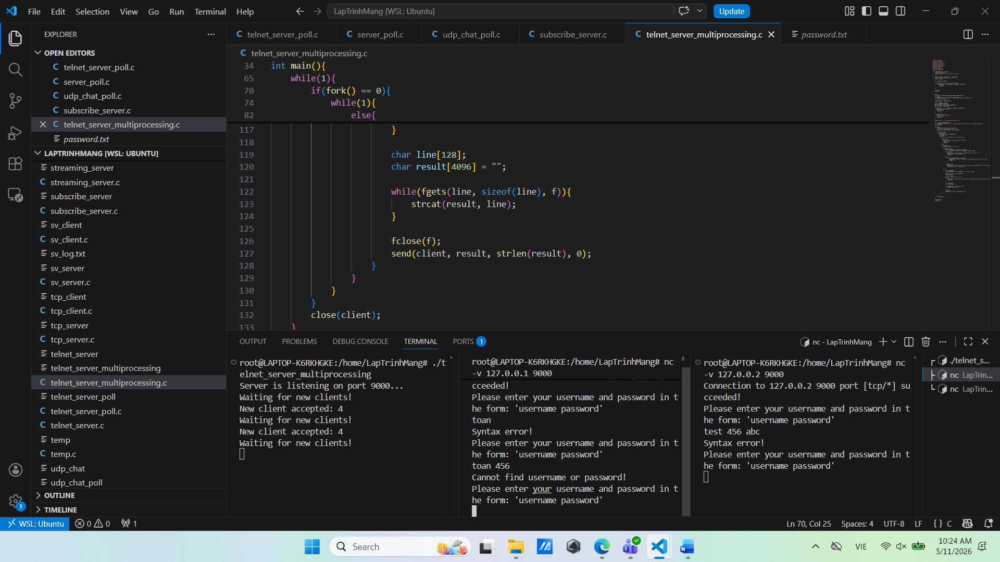 File Edit Selection View Go Run Terminal Help
LapTrinhMang [WSL: Ubuntu]
Update
EXPLORER
OPEN EDITORS
telnet_server_poll.c
server_poll.c
udp_chat_poll.c
subscribe_server.c
telnet_server_multiprocessing.c
password.txt
LAPTRINHMANG [WSL: UBUNTU]
streaming_server
streaming_server.c
subscribe_server
subscribe_server.c
sv_client
sv_client.c
sv_log.txt
sv_server
sv_server.c
tcp_client
tcp_client.c
tcp_server
tcp_server.c
telnet_server
telnet_server_multiprocessing
telnet_server_multiprocessing.c
telnet_server_poll
telnet_server_poll.c
telnet_server.c
temp
temp.c
udp_chat
udp_chat_poll
OUTLINE
TIMELINE
1
telnet_server_poll.c
server_poll.c
udp_chat_poll.c
subscribe_server.c
telnet_server_multiprocessing.c
password.txt
telnet_server_multiprocessing.c
34 int main(){
65 while(1){
70 if(fork() == 0){
74 while(1){
82 else{
117 }
118
119 char line[128];
120 char result[4096] = "";
121
122 while(fgets(line, sizeof(line), f)){
123 strcat(result, line);
124 }
125
126 fclose(f);
127 send(client, result, strlen(result), 0);
128 }
129 }
130 }
131 }
132 close(client);
133 }
OUTPUT PROBLEMS DEBUG CONSOLE TERMINAL PORTS 1
nc - LapTrinhMang
root@LAPTOP-K6RKHGKE:/home/LapTrinhMang# ./t
elnet_server_multiprocessing
Server is listening on port 9000...
Waiting for new clients!
New client accepted: 4
Waiting for new clients!
New client accepted: 4
Waiting for new clients!
root@LAPTOP-K6RKHGKE:/home/LapTrinhMang# nc
-v 127.0.0.1 9000
cceeded!
Please enter your username and password in t
he form: 'username password'
toan
Syntax error!
Please enter your username and password in t
he form: 'username password'
toan 456
Cannot find username or password!
Please enter your username and password in t
he form: 'username password'
root@LAPTOP-K6RKHGKE:/home/LapTrinhMang# nc
-v 127.0.0.2 9000
Connection to 127.0.0.2 9000 port [tcp/*] su
cceeded!
Please enter your username and password in t
he form: 'username password'
test 456 abc
Syntax error!
Please enter your username and password in t
he form: 'username password'
./telnet_s...
nc LapTrin...
nc LapTrin...
WSL: Ubuntu 0 0 1
Ln 70, Col 25 Spaces: 4 UTF-8 LF {} C
Search
VIE
10:24 AM
5/11/2026